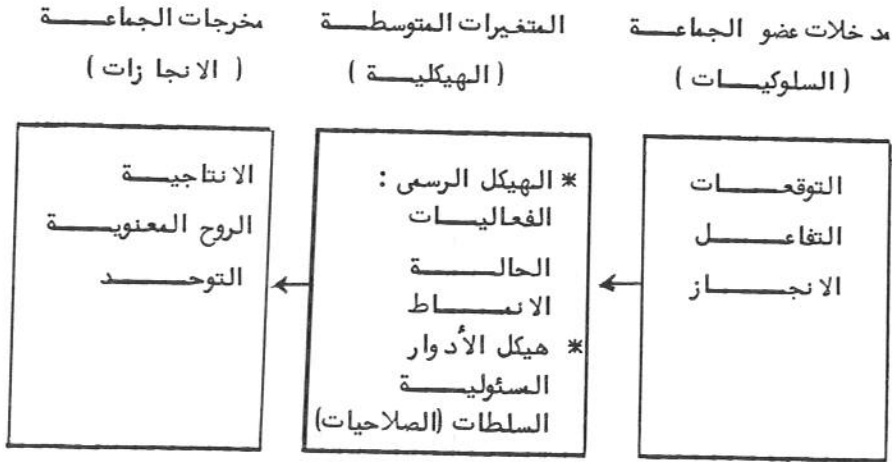 مدخلات عضو الجماعة
(السلوكيات)
التوقعات
التفاعل
الانجاز
المتغيرات المتوسطة
(الهيكلية)
* الهيكل الرسمى :
الفعاليات
الحالة
الانماط
* هيكل الأدوار
المسئولية
السلطات (الصلاحيات)
مخرجات الجماعة
(الانجازات)
الانتاجية
الروح المعنوية
التوحد